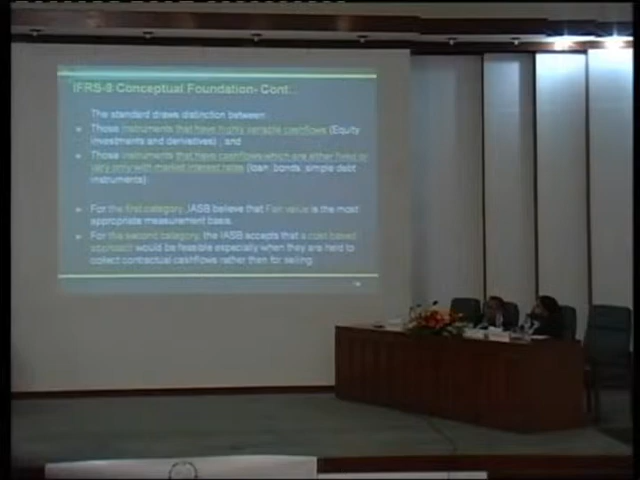 IFRS-9 Conceptual Foundation- Cont...
The standard draws distinction between:
Those instruments that have highly variable cashflows (Equity
investments and derivatives) , and
Those instruments that have cashflows which are either fixed or
vary only with market interest rates (loan, bonds, simple debt
instruments)
For the first category, IASB believe that Fair value is the most
appropriate measurement basis.
For the second category, the IASB accepts that a cost based
approach would be feasible especially when they are held to
collect contractual cashflows rather then for selling.